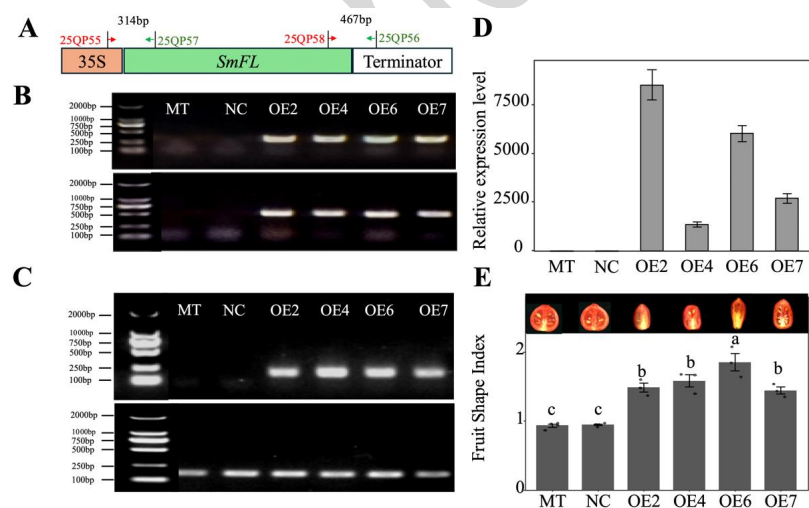 A
314bp
467bp
25QP55
25QP57
25QP58
25QP56
35S
SmFL
Terminator
B
MT NC OE2 OE4 OE6 OE7
2000bp
1000bp
750bp
500bp
250bp
100bp
2000bp
1000bp
750bp
500bp
250bp
100bp
C
MT NC OE2 OE4 OE6 OE7
2000bp
1000bp
750bp
500bp
250bp
100bp
2000bp
1000bp
750bp
500bp
250bp
100bp
D
Relative expression level
7500
5000
2500
0
MT NC OE2 OE4 OE6 OE7
E
Fruit Shape Index
2
1
0
c c b b a b
MT NC OE2 OE4 OE6 OE7